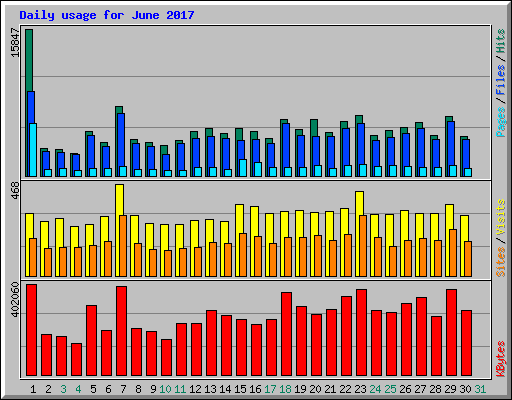 Daily usage for June 2017
15847
Pages / Files / Hits
468
Sites / Visits
402060
KBytes
1 2 3 4 5 6 7 8 9 10 11 12 13 14 15 16 17 18 19 20 21 22 23 24 25 26 27 28 29 30 31